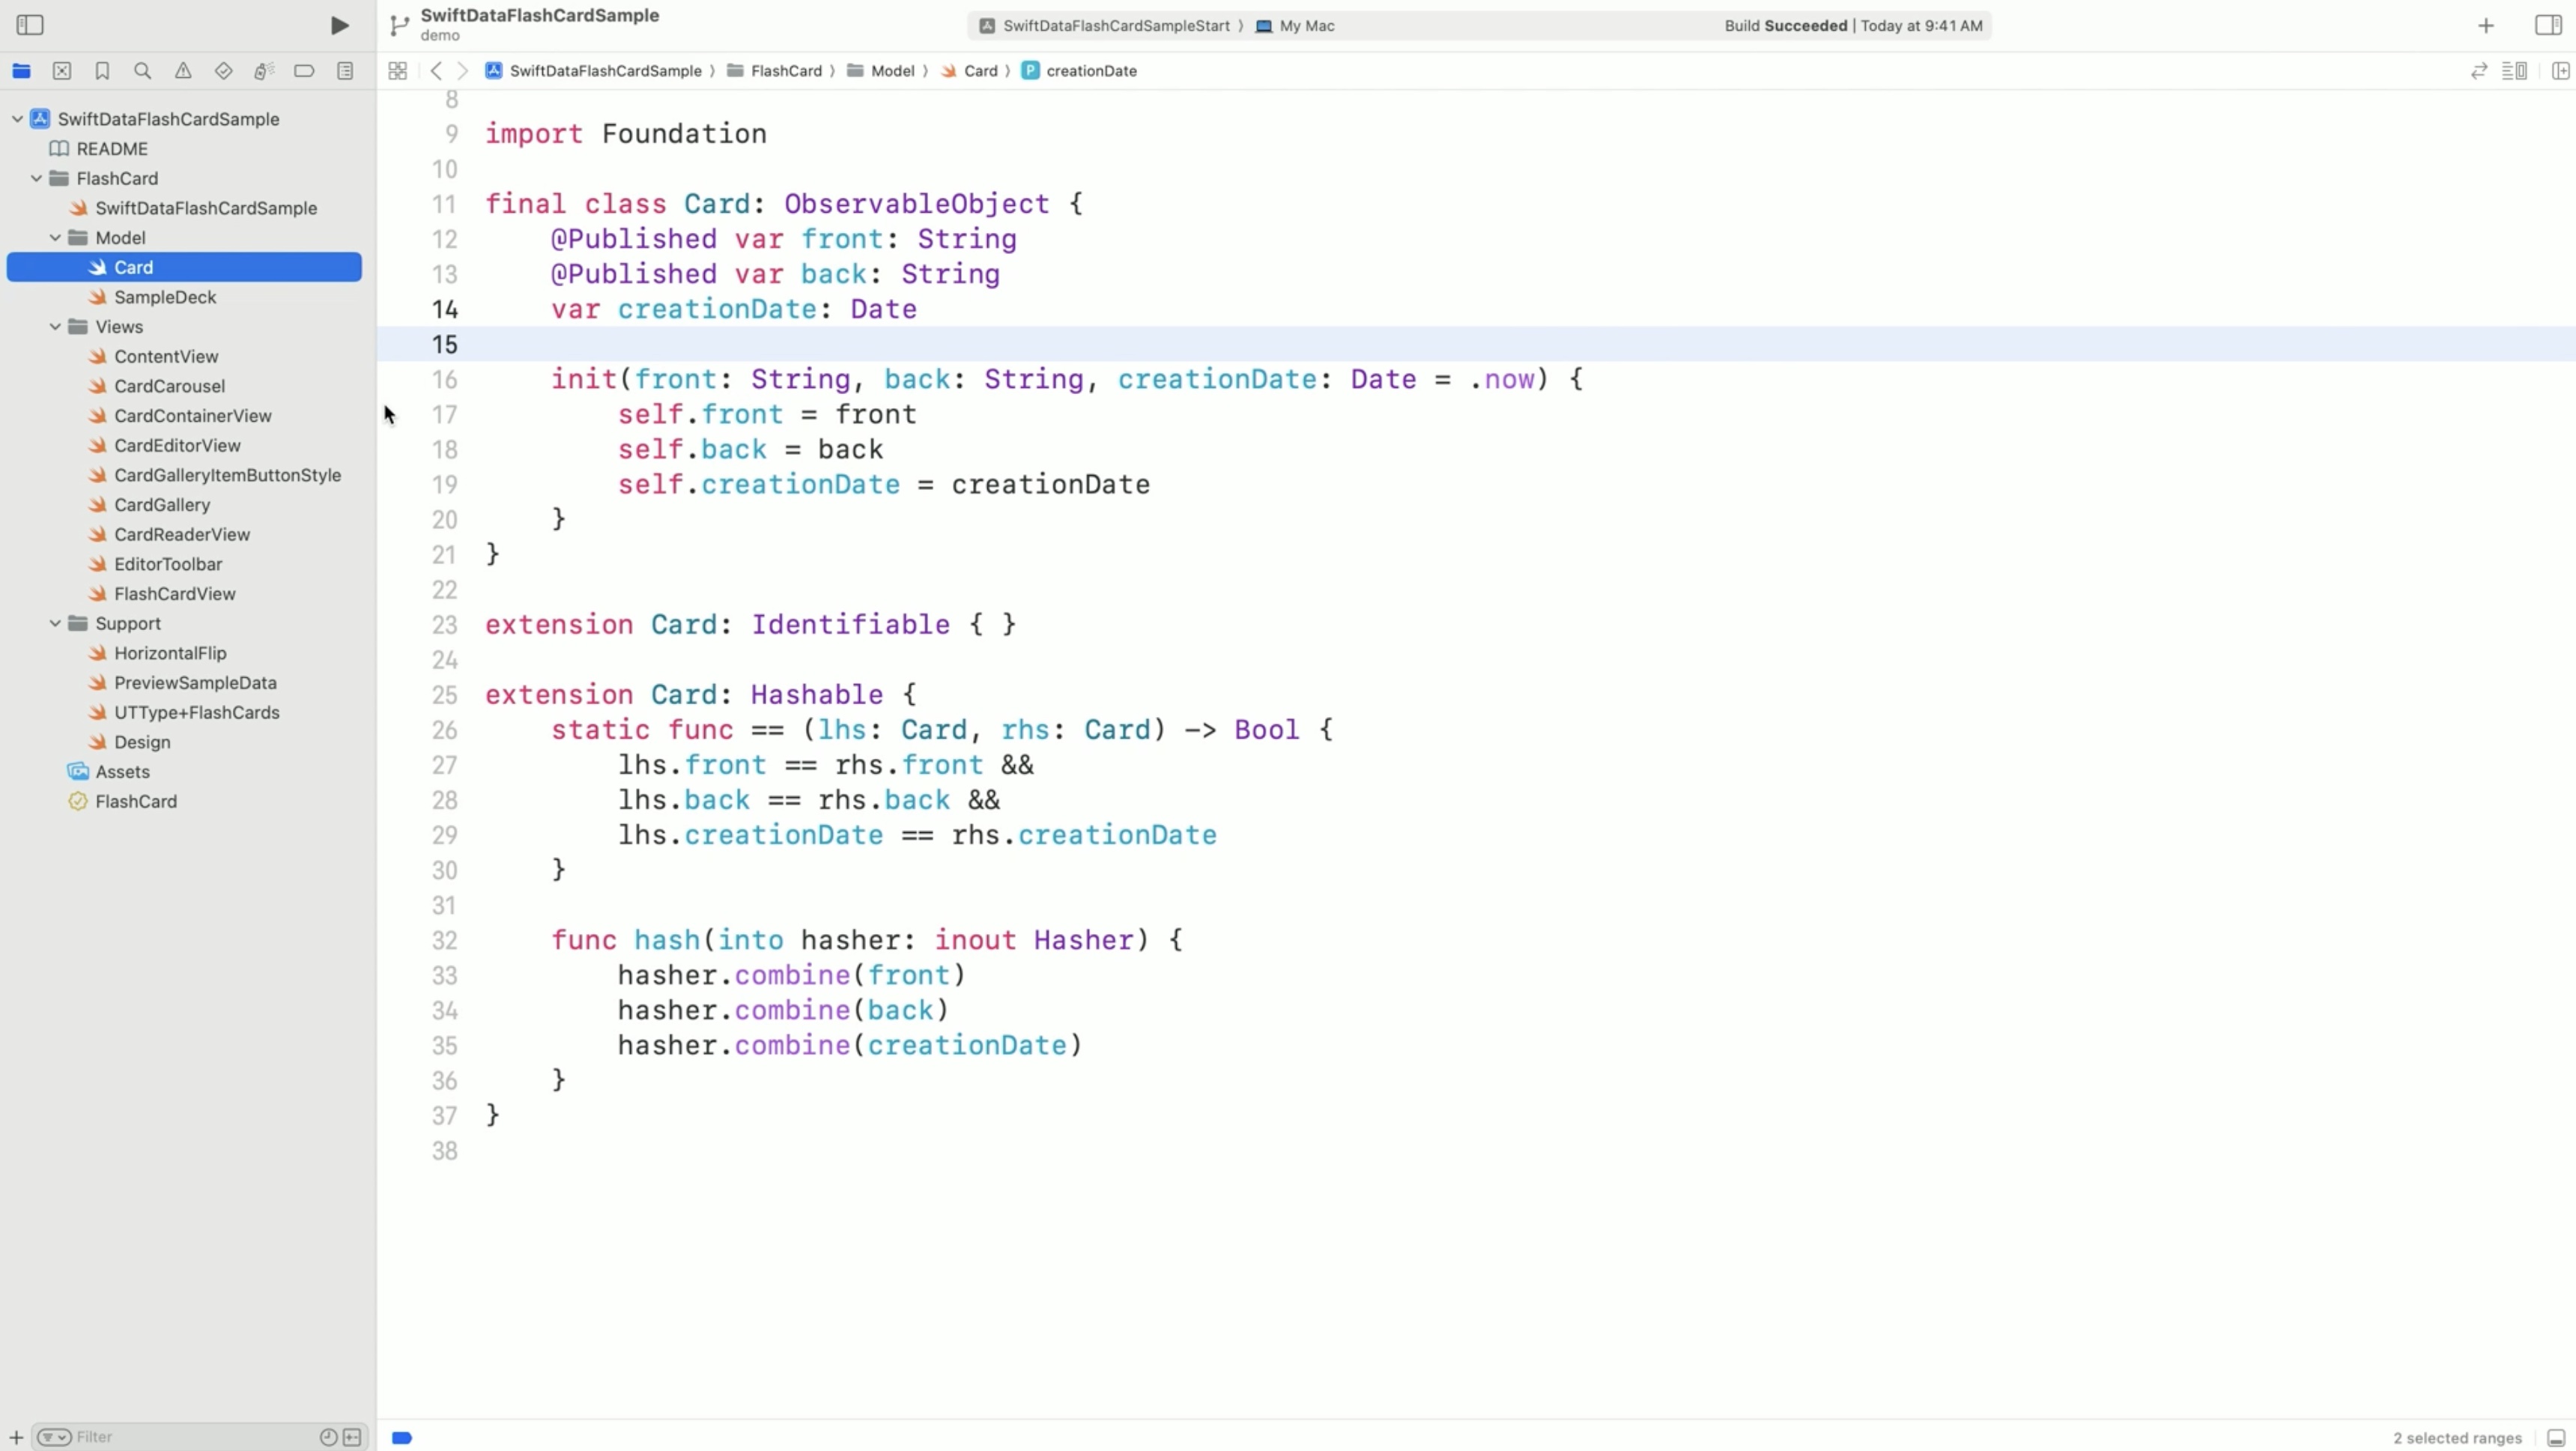 SwiftDataFlashCardSample
demo
SwiftDataFlashCardSampleStart 〉 My Mac
Build Succeeded | Today at 9:41 AM
SwiftDataFlashCardSample 〉 FlashCard 〉 Model 〉 Card 〉 P creationDate
SwiftDataFlashCardSample
README
FlashCard
SwiftDataFlashCardSample
Model
Card
SampleDeck
Views
ContentView
CardCarousel
CardContainerView
CardEditorView
CardGalleryItemButtonStyle
CardGallery
CardReaderView
EditorToolbar
FlashCardView
Support
HorizontalFlip
PreviewSampleData
UTType+FlashCards
Design
Assets
FlashCard
Filter
8
9 import Foundation
10
11 final class Card: ObservableObject {
12 @Published var front: String
13 @Published var back: String
14 var creationDate: Date
15
16 init(front: String, back: String, creationDate: Date = .now) {
17 self.front = front
18 self.back = back
19 self.creationDate = creationDate
20 }
21 }
22
23 extension Card: Identifiable { }
24
25 extension Card: Hashable {
26 static func == (lhs: Card, rhs: Card) -> Bool {
27 lhs.front == rhs.front &&
28 lhs.back == rhs.back &&
29 lhs.creationDate == rhs.creationDate
30 }
31
32 func hash(into hasher: inout Hasher) {
33 hasher.combine(front)
34 hasher.combine(back)
35 hasher.combine(creationDate)
36 }
37 }
38
2 selected ranges